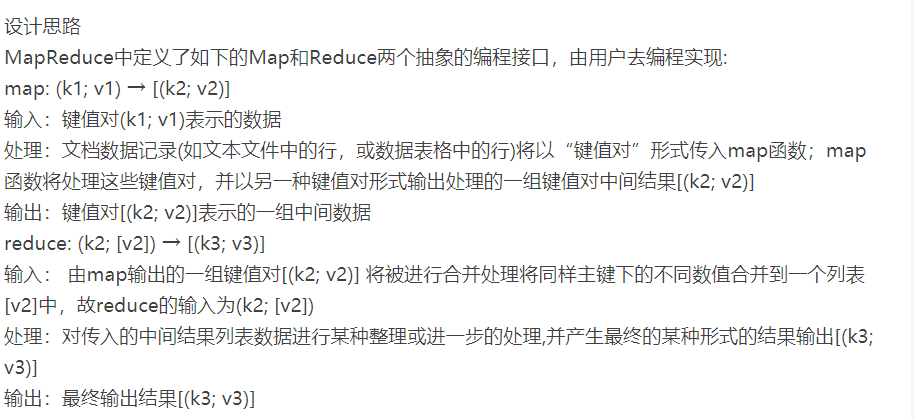 设计思路
MapReduce中定义了如下的Map和Reduce两个抽象的编程接口，由用户去编程实现:
map: (k1; v1) → [(k2; v2)]
输入：键值对(k1; v1)表示的数据
处理：文档数据记录(如文本文件中的行，或数据表格中的行)将以“键值对”形式传入map函数；map
函数将处理这些键值对，并以另一种键值对形式输出处理的一组键值对中间结果[(k2; v2)]
输出：键值对[(k2; v2)]表示的一组中间数据
reduce: (k2; [v2]) → [(k3; v3)]
输入： 由map输出的一组键值对[(k2; v2)] 将被进行合并处理将同样主键下的不同数值合并到一个列表
[v2]中，故reduce的输入为(k2; [v2])
处理：对传入的中间结果列表数据进行某种整理或进一步的处理,并产生最终的某种形式的结果输出[(k3;
v3)]
输出：最终输出结果[(k3; v3)]